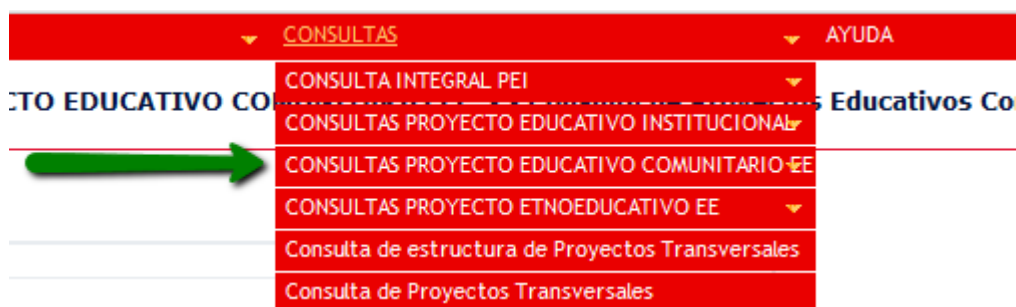 CONSULTAS AYUDA
CONSULTA INTEGRAL PEI
CTO EDUCATIVO CO Educativos Co
CONSULTAS PROYECTO EDUCATIVO INSTITUCIONAL
CONSULTAS PROYECTO EDUCATIVO COMUNITARIO EE
CONSULTAS PROYECTO ETNOEDUCATIVO EE
Consulta de estructura de Proyectos Transversales
Consulta de Proyectos Transversales